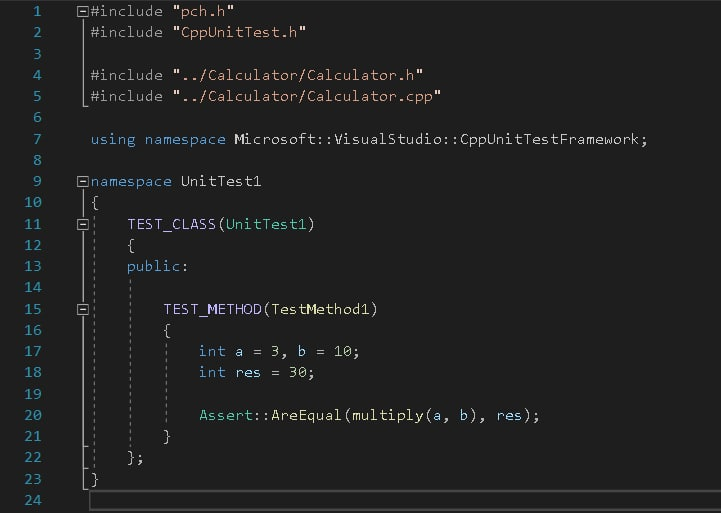 1 #include "pch.h"
2 #include "CppUnitTest.h"
3
4 #include "../Calculator/Calculator.h"
5 #include "../Calculator/Calculator.cpp"
6
7 using namespace Microsoft::VisualStudio::CppUnitTestFramework;
8
9 namespace UnitTest1
10 {
11     TEST_CLASS(UnitTest1)
12     {
13     public:
14
15         TEST_METHOD(TestMethod1)
16         {
17             int a = 3, b = 10;
18             int res = 30;
19
20             Assert::AreEqual(multiply(a, b), res);
21         }
22     };
23 }
24